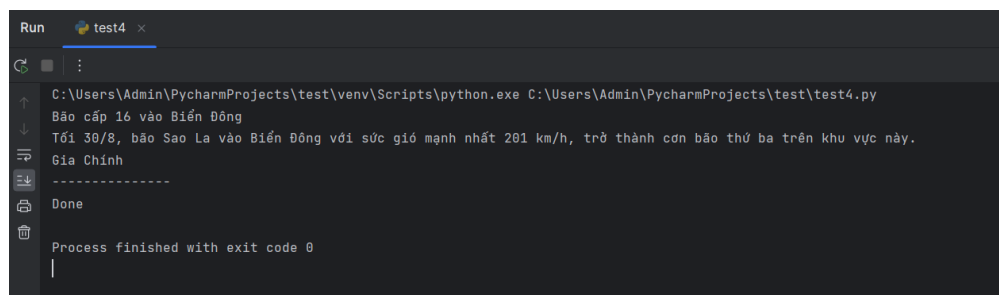 Run test4
C:\Users\Admin\PycharmProjects\test\venv\Scripts\python.exe C:\Users\Admin\PycharmProjects\test\test4.py
Bão cấp 16 vào Biển Đông
Tối 30/8, bão Sao La vào Biển Đông với sức gió mạnh nhất 201 km/h, trở thành cơn bão thứ ba trên khu vực này.
Gia Chính
---------------
Done
Process finished with exit code 0